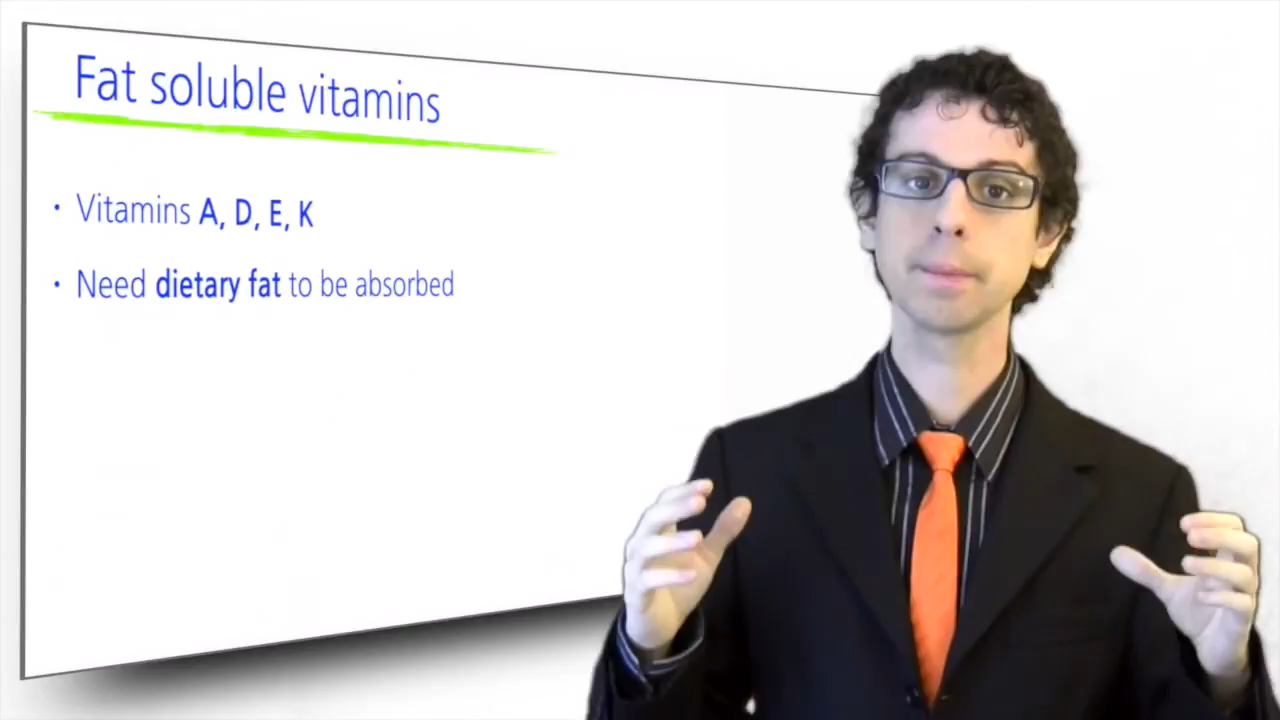 Fat soluble vitamins
• Vitamins A, D, E, K
• Need dietary fat to be absorbed